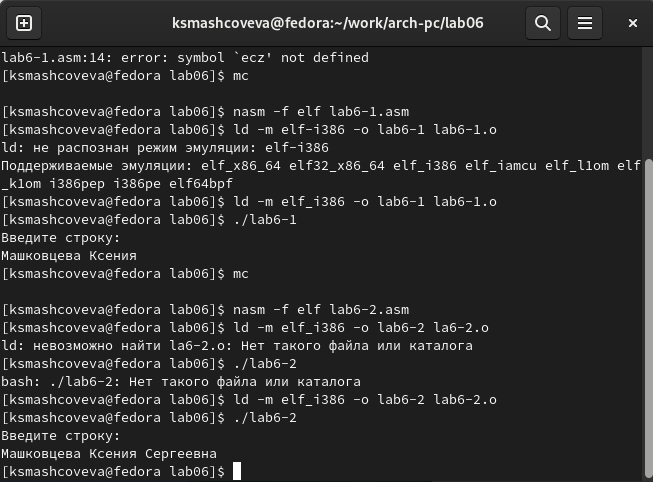 ksmashcoveva@fedora:~/work/arch-pc/lab06
lab6-1.asm:14: error: symbol `ecz' not defined
[ksmashcoveva@fedora lab06]$ mc
[ksmashcoveva@fedora lab06]$ nasm -f elf lab6-1.asm
[ksmashcoveva@fedora lab06]$ ld -m elf-i386 -o lab6-1 lab6-1.o
ld: не распознан режим эмуляции: elf-i386
Поддерживаемые эмуляции: elf_x86_64 elf32_x86_64 elf_i386 elf_iamcu elf_l1om elf
_k1om i386pep i386pe elf64bpf
[ksmashcoveva@fedora lab06]$ ld -m elf_i386 -o lab6-1 lab6-1.o
[ksmashcoveva@fedora lab06]$ ./lab6-1
Введите строку:
Машковцева Ксения
[ksmashcoveva@fedora lab06]$ mc
[ksmashcoveva@fedora lab06]$ nasm -f elf lab6-2.asm
[ksmashcoveva@fedora lab06]$ ld -m elf_i386 -o lab6-2 la6-2.o
ld: невозможно найти la6-2.o: Нет такого файла или каталога
[ksmashcoveva@fedora lab06]$ ./lab6-2
bash: ./lab6-2: Нет такого файла или каталога
[ksmashcoveva@fedora lab06]$ ld -m elf_i386 -o lab6-2 lab6-2.o
[ksmashcoveva@fedora lab06]$ ./lab6-2
Введите строку:
Машковцева Ксения Сергеевна
[ksmashcoveva@fedora lab06]$